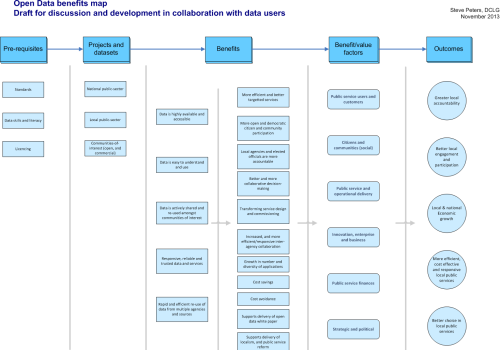 Open Data benefits map
Draft for discussion and development in collaboration with data users
Steve Peters, DCLG
November 2013
Pre-requisites
Projects and
datasets
Benefits
Benefit/value
factors
Outcomes
Standards
Data skills and literacy
Licencing
National public sector
Local public sector
Communities of
interest (open, and
commercial)
Data is highly available and
accessible
Data is easy to understand
and use
Data is actively shared and
re-used amongst
communities of interest
Responsive, reliable and
trusted data and services
Rapid and efficient re-use of
data from multiple agencies
and sources
More efficient and better
targeted services
More open and democratic
citizen and community
participation
Local agencies and elected
officials are more
accountable
Better and more
collaborative decision-
making
Transforming service design
and commissioning
Increased, and more
efficient/responsive inter-
agency collaboration
Growth in number and
diversity of applications
Cost savings
Cost avoidance
Supports delivery of open
data white paper
Supports delivery of
localism, and public service
reform
Public service users and
customers
Citizens and
communities (social)
Public service and
operational delivery
Innovation, enterprise
and business
Public service finances
Strategic and political
Greater local
accountability
Better local
engagement
and
participation
Local & national
Economic
growth
More efficient,
cost effective
and responsive
local public
services
Better choice in
local public
services